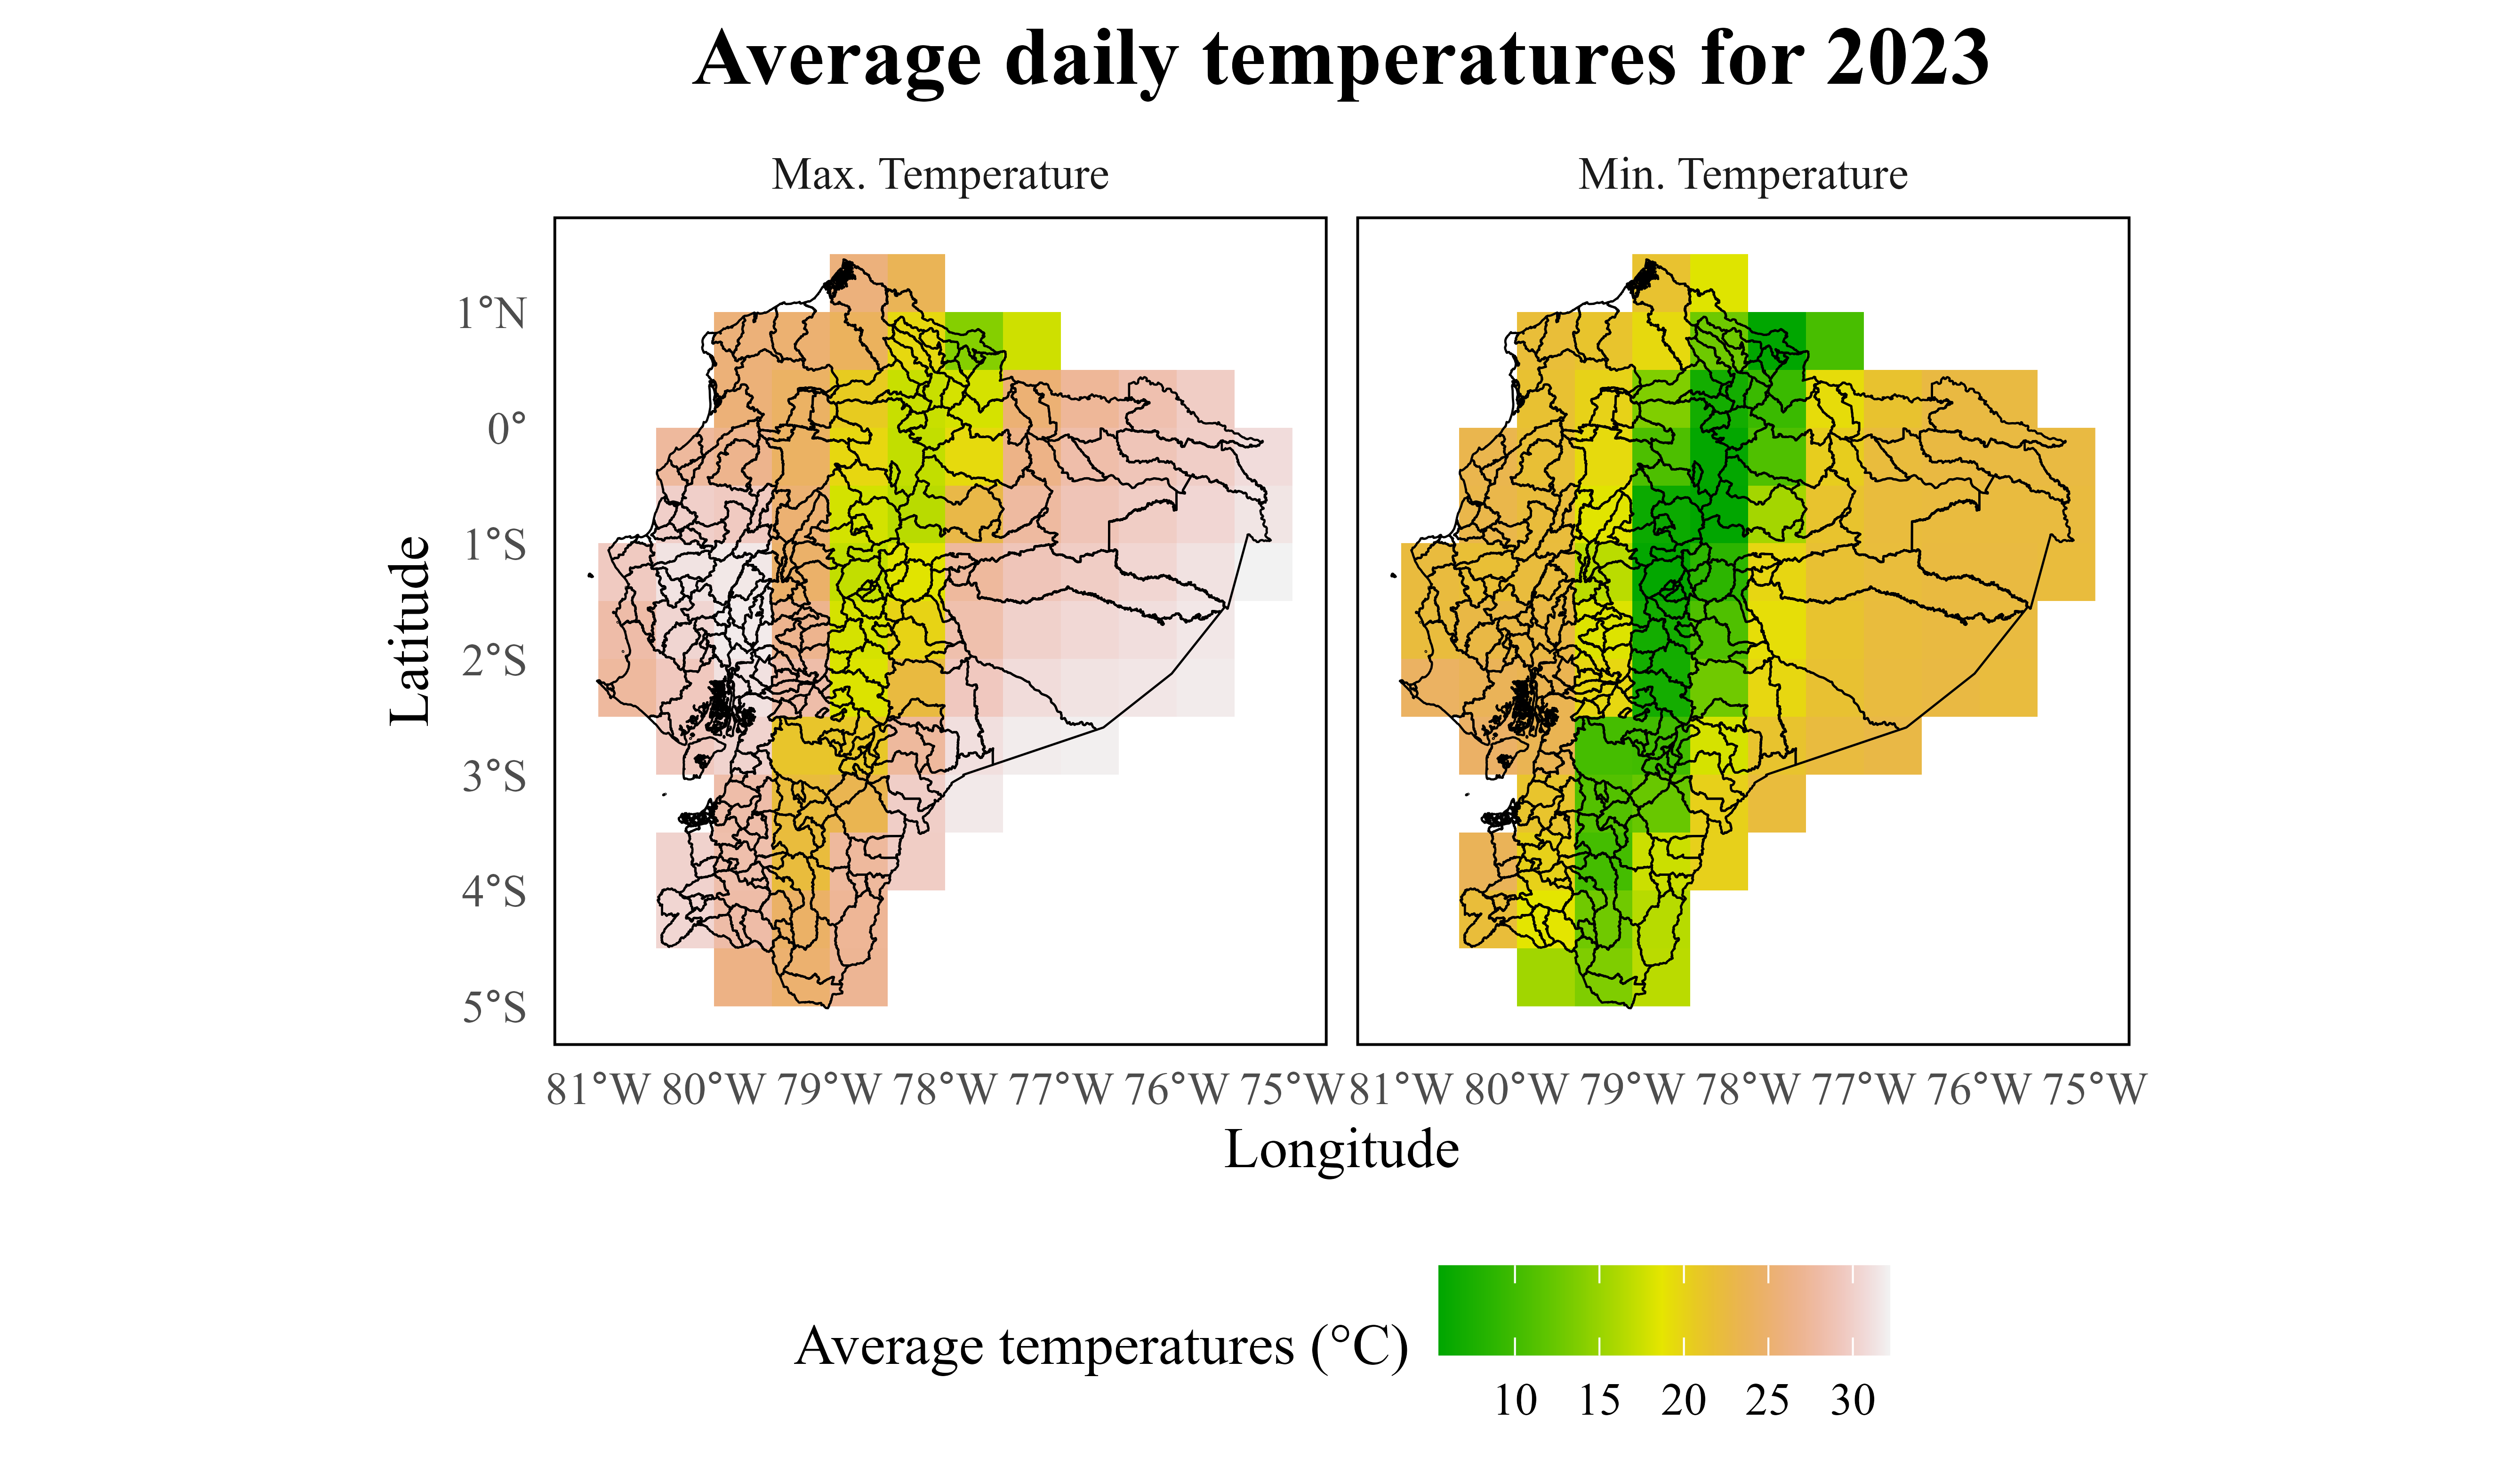 Average daily temperatures for 2023
Max. Temperature
Min. Temperature
Latitude
1°N
0°
1°S
2°S
3°S
4°S
5°S
81°W 80°W 79°W 78°W 77°W 76°W 75°W
81°W 80°W 79°W 78°W 77°W 76°W 75°W
Longitude
Average temperatures (°C)
10 15 20 25 30